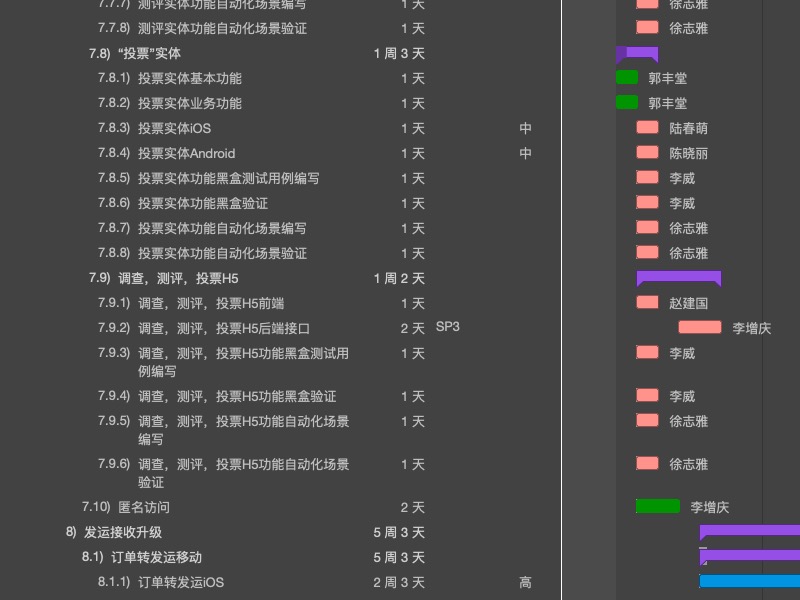 7.7.7) 测评实体功能自动化场景编写 1 天 徐志雅
7.7.8) 测评实体功能自动化场景验证 1 天 徐志雅
7.8) “投票”实体 1 周 3 天
7.8.1) 投票实体基本功能 1 天 郭丰堂
7.8.2) 投票实体业务功能 1 天 郭丰堂
7.8.3) 投票实体iOS 1 天 中 陆春萌
7.8.4) 投票实体Android 1 天 中 陈晓丽
7.8.5) 投票实体功能黑盒测试用例编写 1 天 李威
7.8.6) 投票实体功能黑盒验证 1 天 李威
7.8.7) 投票实体功能自动化场景编写 1 天 徐志雅
7.8.8) 投票实体功能自动化场景验证 1 天 徐志雅
7.9) 调查，测评，投票H5 1 周 2 天
7.9.1) 调查，测评，投票H5前端 1 天 赵建国
7.9.2) 调查，测评，投票H5后端接口 2 天 SP3 李增庆
7.9.3) 调查，测评，投票H5功能黑盒测试用 1 天 李威
例编写
7.9.4) 调查，测评，投票H5功能黑盒验证 1 天 李威
7.9.5) 调查，测评，投票H5功能自动化场景 1 天 徐志雅
编写
7.9.6) 调查，测评，投票H5功能自动化场景 1 天 徐志雅
验证
7.10) 匿名访问 2 天 李增庆
8) 发运接收升级 5 周 3 天
8.1) 订单转发运移动 5 周 3 天
8.1.1) 订单转发运iOS 2 周 3 天 高